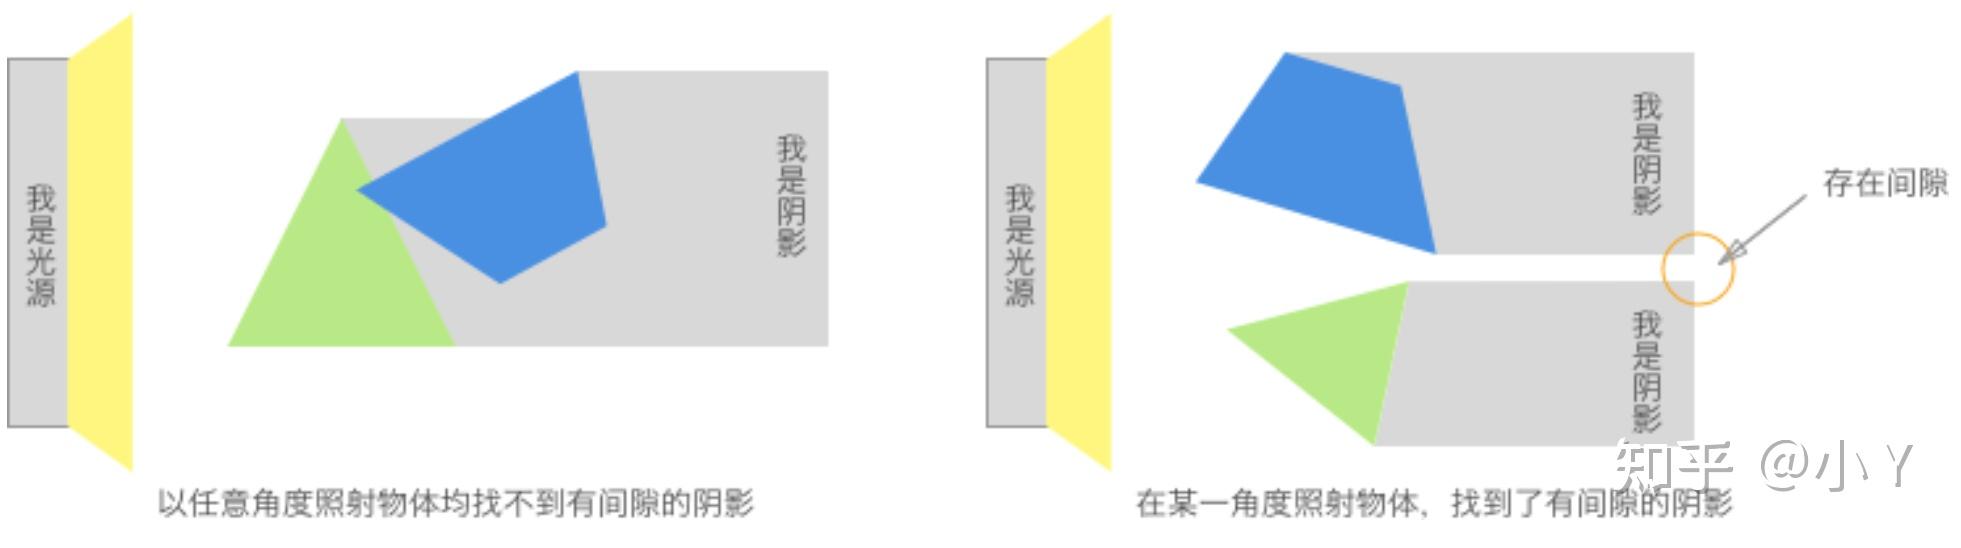 我是光源
我是阴影
以任意角度照射物体均找不到有间隙的阴影
我是光源
我是阴影
存在间隙
我是阴影
在某一角度照射物体，找到了有间隙的阴影
知乎 @小Y